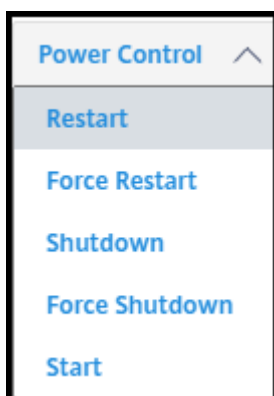 Power Control
Restart
Force Restart
Shutdown
Force Shutdown
Start